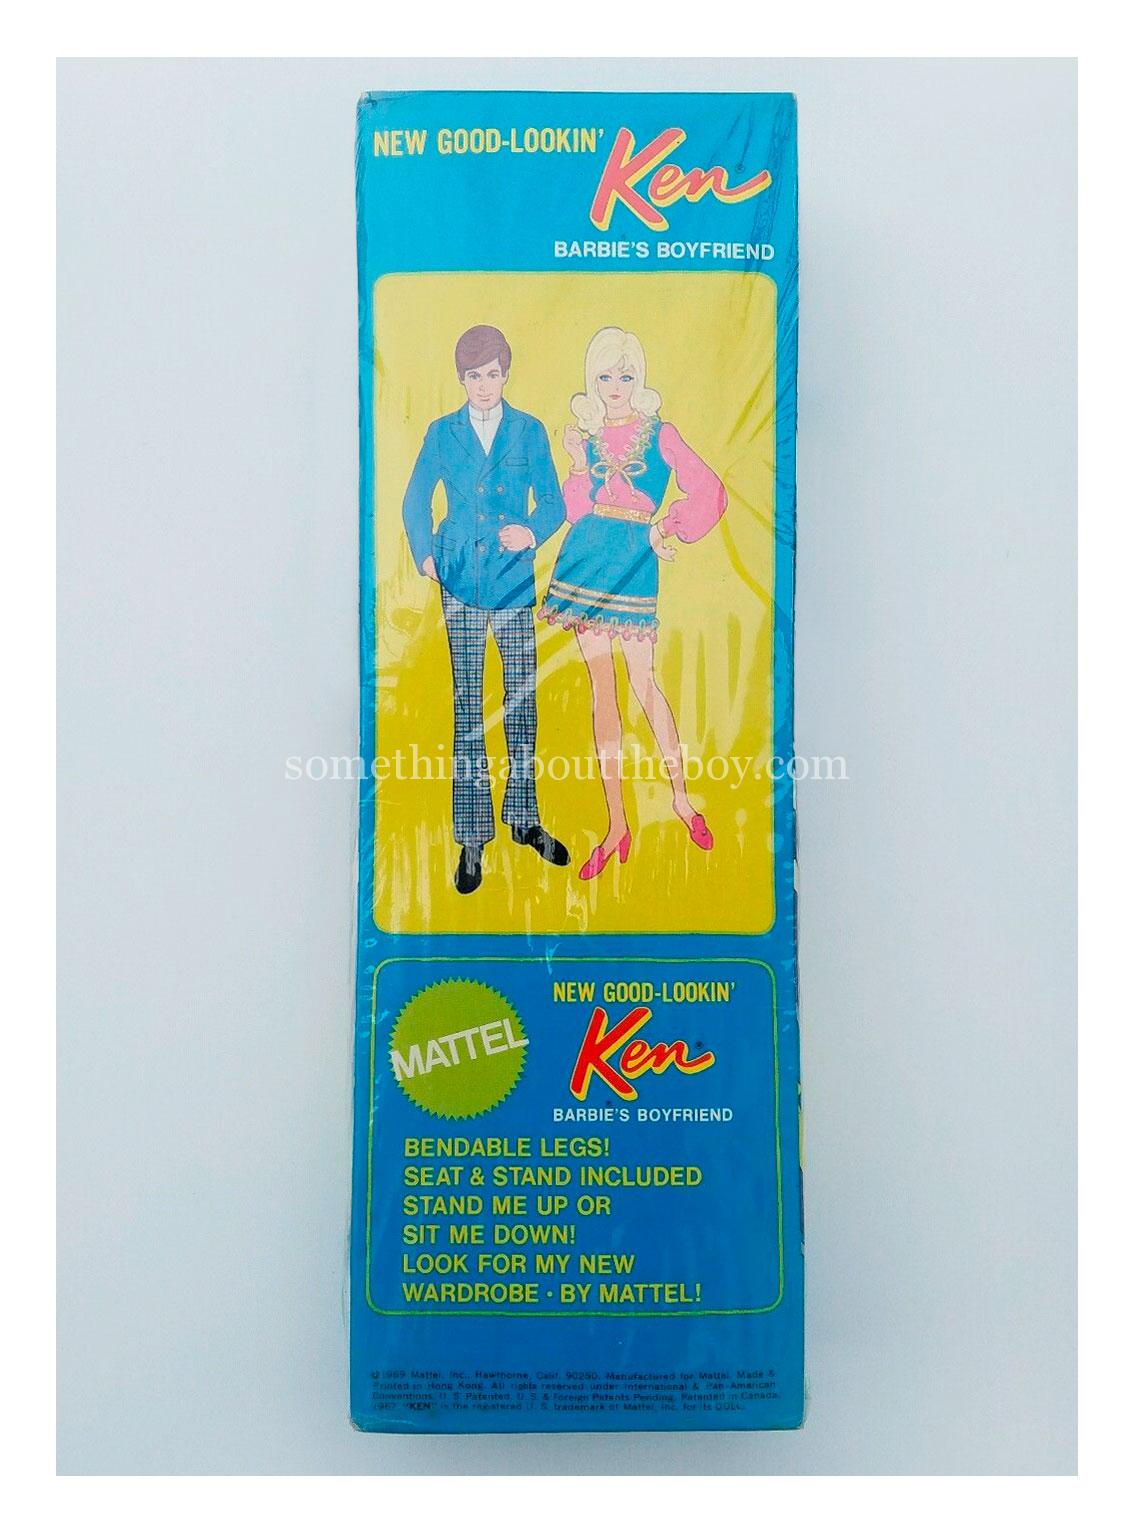 NEW GOOD-LOOKIN'
Ken®
BARBIE'S BOYFRIEND
somethingabouttheboy.com
MATTEL
NEW GOOD-LOOKIN'
Ken®
BARBIE'S BOYFRIEND
BENDABLE LEGS!
SEAT & STAND INCLUDED
STAND ME UP OR
SIT ME DOWN!
LOOK FOR MY NEW
WARDROBE • BY MATTEL!
©1969 Mattel, Inc., Hawthorne, Calif. 90250. Manufactured for Mattel. Made &
Printed in Hong Kong. All rights reserved under International & Pan-American
Conventions. U.S. Patented. U.S. & Foreign Patents Pending. Patented in Canada,
1967. "KEN" is the registered U.S. trademark of Mattel, Inc. for its DOLL.